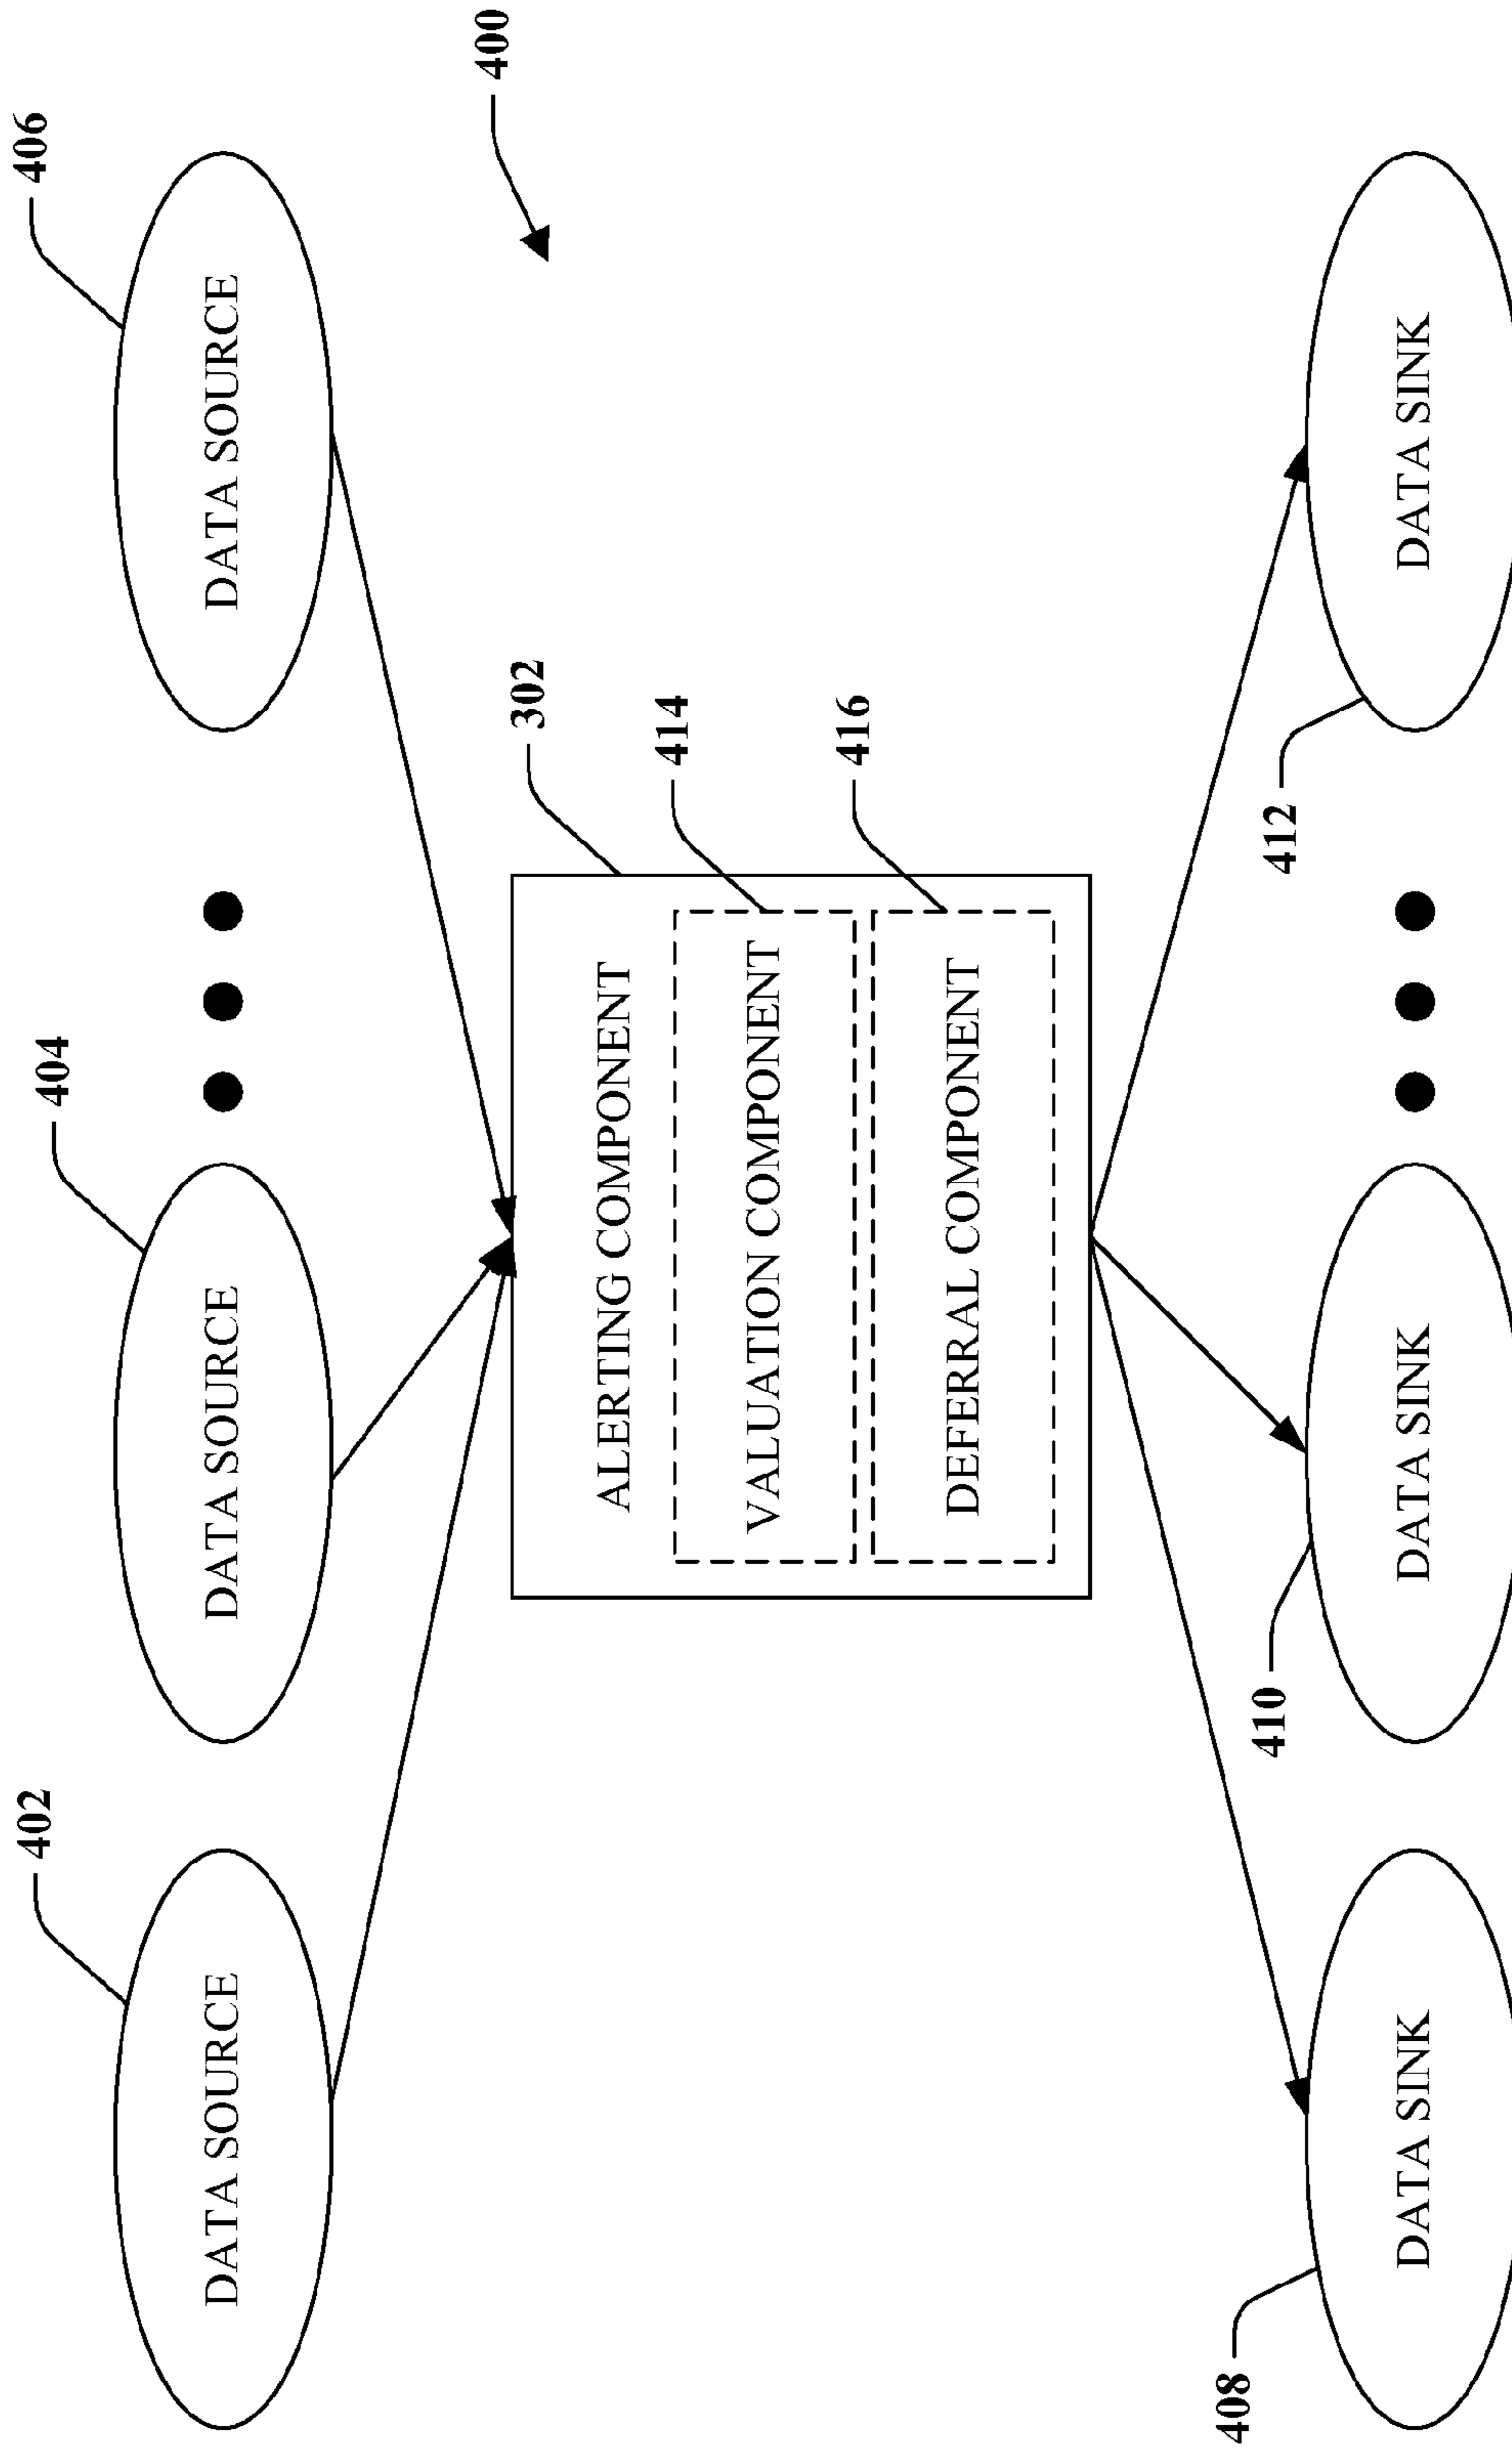 402
404
406
DATA SOURCE
DATA SOURCE
DATA SOURCE
400
302
ALERTING COMPONENT
414
VALUATION COMPONENT
416
DEFERRAL COMPONENT
408
410
412
DATA SINK
DATA SINK
DATA SINK